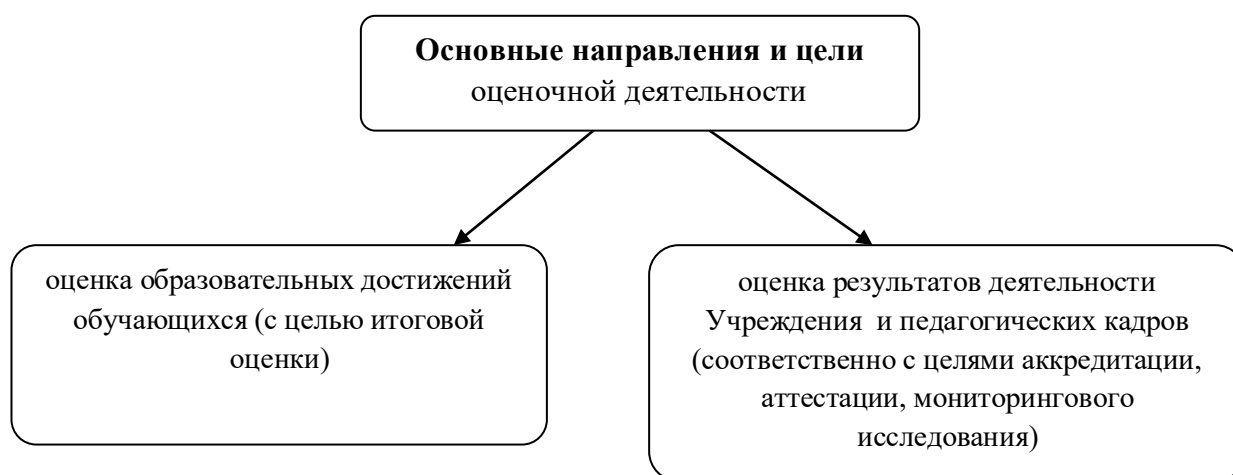 Основные направления и цели
оценочной деятельности
оценка образовательных достижений
обучающихся (с целью итоговой
оценки)
оценка результатов деятельности
Учреждения и педагогических кадров
(соответственно с целями аккредитации,
аттестации, мониторингового
исследования)